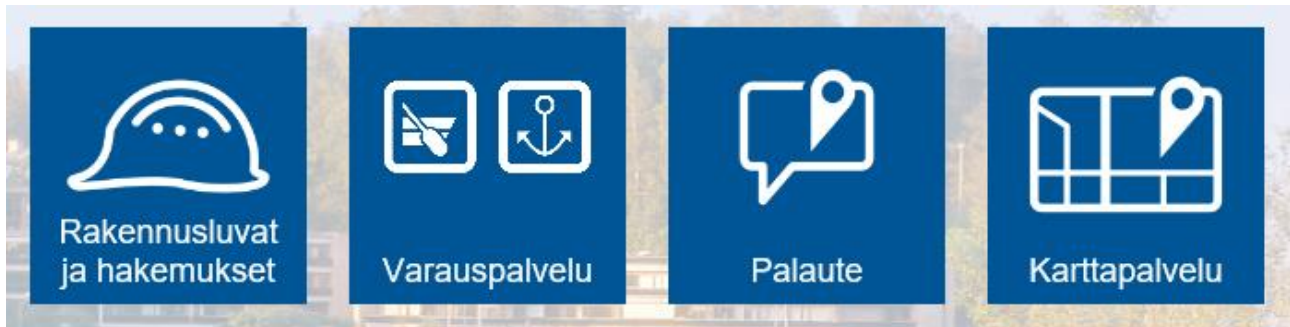 Rakennusluvat
ja hakemukset
Varauspalvelu
Palaute
Karttapalvelu